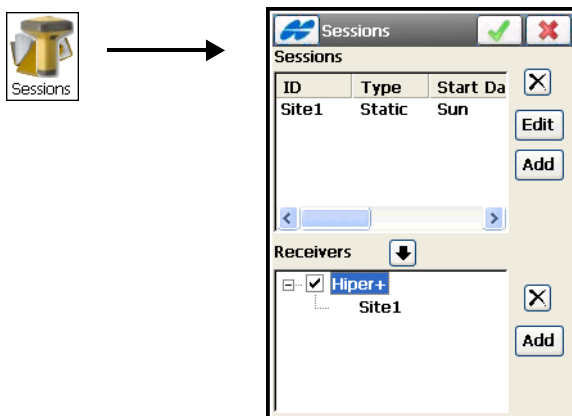 Sessions
Sessions
Sessions
ID Type Start Da
Site1 Static Sun
Edit
Add
Receivers
Hiper+
Site1
Add